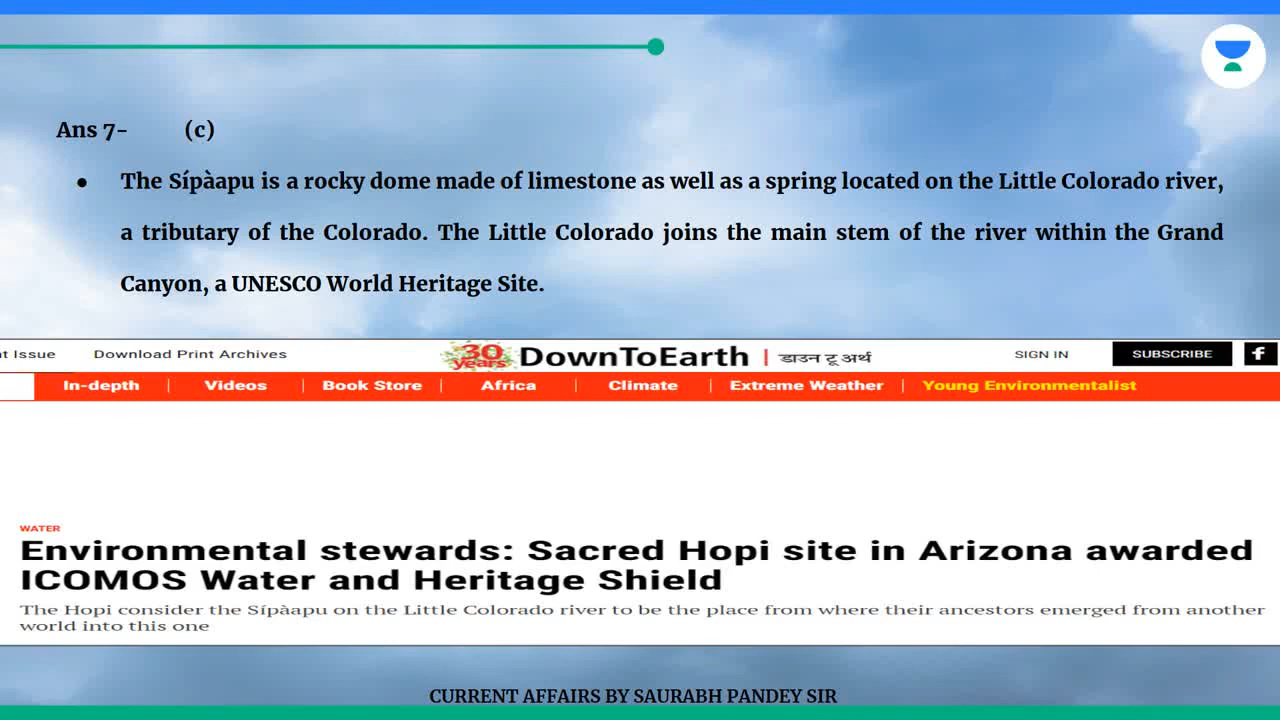 Ans 7- (c)
● The Sípàapu is a rocky dome made of limestone as well as a spring located on the Little Colorado river,
a tributary of the Colorado. The Little Colorado joins the main stem of the river within the Grand
Canyon, a UNESCO World Heritage Site.
t Issue Download Print Archives 30 years DownToEarth | डाउन टू अर्थ SIGN IN SUBSCRIBE f
In-depth | Videos | Book Store | Africa | Climate | Extreme Weather | Young Environmentalist
WATER
Environmental stewards: Sacred Hopi site in Arizona awarded
ICOMOS Water and Heritage Shield
The Hopi consider the Sípàapu on the Little Colorado river to be the place from where their ancestors emerged from another
world into this one
CURRENT AFFAIRS BY SAURABH PANDEY SIR